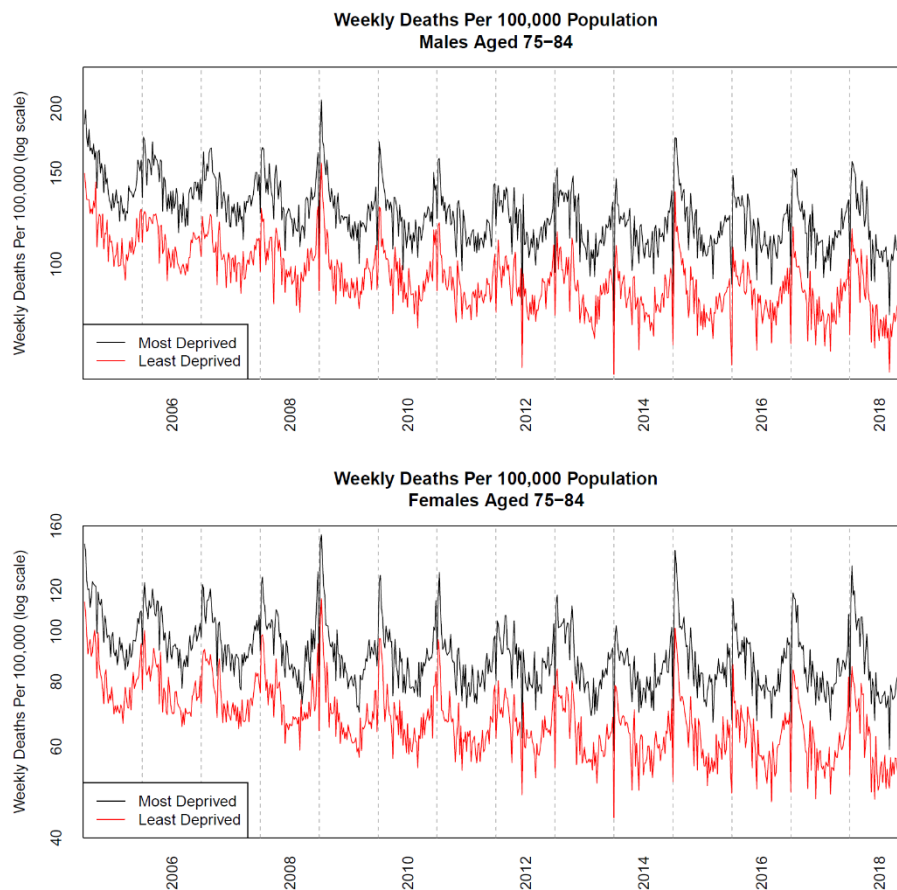 Weekly Deaths Per 100,000 Population
Males Aged 75−84
Weekly Deaths Per 100,000 (log scale)
200
150
100
Most Deprived
Least Deprived
2006
2008
2010
2012
2014
2016
2018
Weekly Deaths Per 100,000 Population
Females Aged 75−84
Weekly Deaths Per 100,000 (log scale)
160
120
100
80
60
40
Most Deprived
Least Deprived
2006
2008
2010
2012
2014
2016
2018